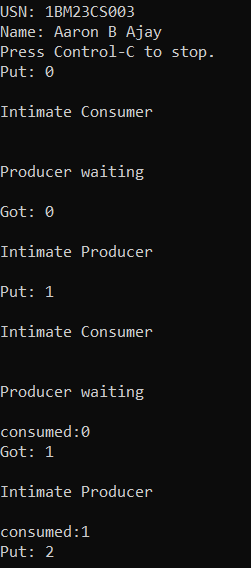 USN: 1BM23CS003
Name: Aaron B Ajay
Press Control-C to stop.
Put: 0
Intimate Consumer
Producer waiting
Got: 0
Intimate Producer
Put: 1
Intimate Consumer
Producer waiting
consumed:0
Got: 1
Intimate Producer
consumed:1
Put: 2